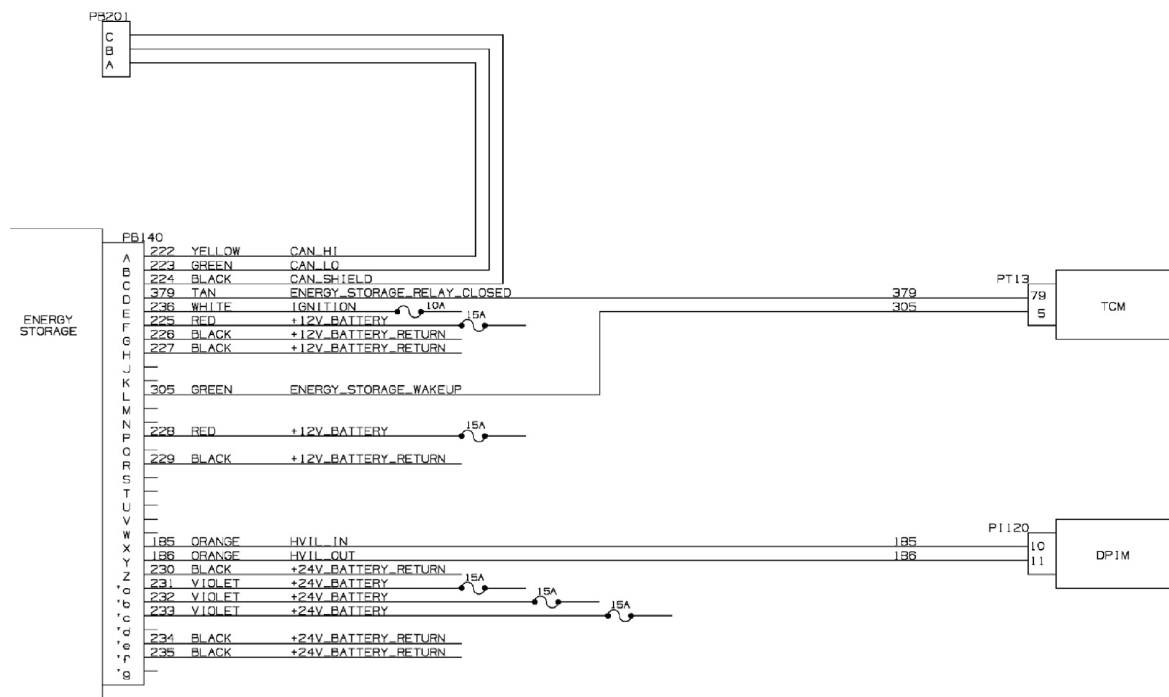 PB201
C
B
A
PB140
A 222 YELLOW CAN_HI
B 223 GREEN CAN_LO
C 224 BLACK CAN_SHIELD
D 379 TAN ENERGY_STORAGE_RELAY_CLOSED 379 79
E 236 WHITE IGNITION 10A
F 225 RED +12V_BATTERY 15A
G 226 BLACK +12V_BATTERY_RETURN
H 227 BLACK +12V_BATTERY_RETURN
J
K
L 305 GREEN ENERGY_STORAGE_WAKEUP 305 5
M
N
P 228 RED +12V_BATTERY 15A
Q
R 229 BLACK +12V_BATTERY_RETURN
S
T
U
V
W
X 185 ORANGE HVIL_IN 185 10
Y 186 ORANGE HVIL_OUT 186 11
Z 230 BLACK +24V_BATTERY_RETURN
'a 231 VIOLET +24V_BATTERY 15A
'b 232 VIOLET +24V_BATTERY 15A
'c 233 VIOLET +24V_BATTERY 15A
'd
'e 234 BLACK +24V_BATTERY_RETURN
'f 235 BLACK +24V_BATTERY_RETURN
'g
ENERGY
STORAGE
PT13
TCM
PI120
DPIM